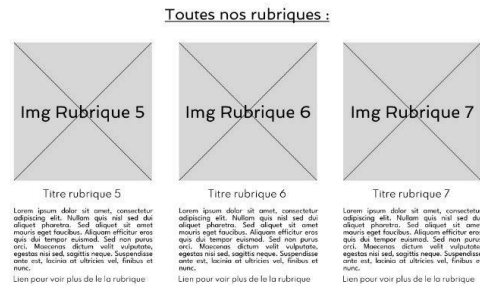 Toutes nos rubriques :
Img Rubrique 5
Img Rubrique 6
Img Rubrique 7
Titre rubrique 5
Titre rubrique 6
Titre rubrique 7
Lorem ipsum dolor sit amet, consectetur
adipiscing elit. Nullam quis nisl sed dui
aliquet pharetra. Sed aliquet sit amet
mauris eget faucibus. Aliquam efficitur eros
quis dui tempor euismod. Sed non purus
orci. Maecenas dictum velit vulputate,
egestas nisi sed, sagittis neque. Suspendisse
ante est, lacinia at ultricies vel, finibus et
nunc.
Lien pour voir plus de le la rubrique
Lorem ipsum dolor sit amet, consectetur
adipiscing elit. Nullam quis nisl sed dui
aliquet pharetra. Sed aliquet sit amet
mauris eget faucibus. Aliquam efficitur eros
quis dui tempor euismod. Sed non purus
orci. Maecenas dictum velit vulputate,
egestas nisi sed, sagittis neque. Suspendisse
ante est, lacinia at ultricies vel, finibus et
nunc.
Lien pour voir plus de le la rubrique
Lorem ipsum dolor sit amet, consectetu
adipiscing elit. Nullam quis nisl sed du
aliquet pharetra. Sed aliquet sit ame
mauris eget faucibus. Aliquam efficitur ero
quis dui tempor euismod. Sed non puru
orci. Maecenas dictum velit vulputate
egestas nisi sed, sagittis neque. Suspendiss
ante est, lacinia at ultricies vel, finibus e
nunc.
Lien pour voir plus de le la rubrique